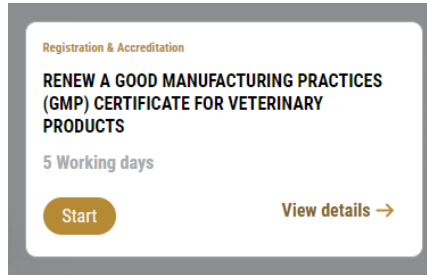 Registration & Accreditation
RENEW A GOOD MANUFACTURING PRACTICES
(GMP) CERTIFICATE FOR VETERINARY
PRODUCTS
5 Working days
Start
View details →